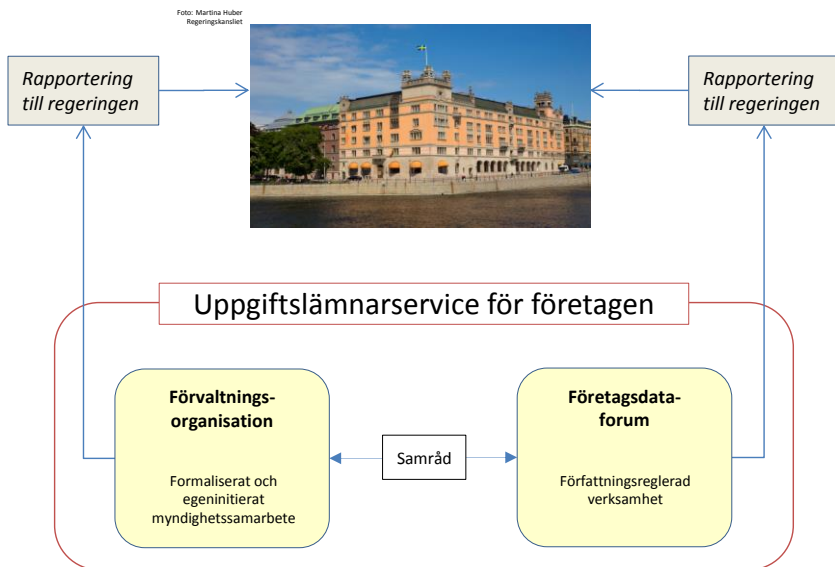 Foto: Martina Huber
Regeringskansliet
Rapportering
till regeringen
Rapportering
till regeringen
Uppgiftslämnarservice för företagen
Förvaltnings-
organisation
Formaliserat och
egeninitierat
myndighetssamarbete
Samråd
Företagsdata-
forum
Författningsreglerad
verksamhet